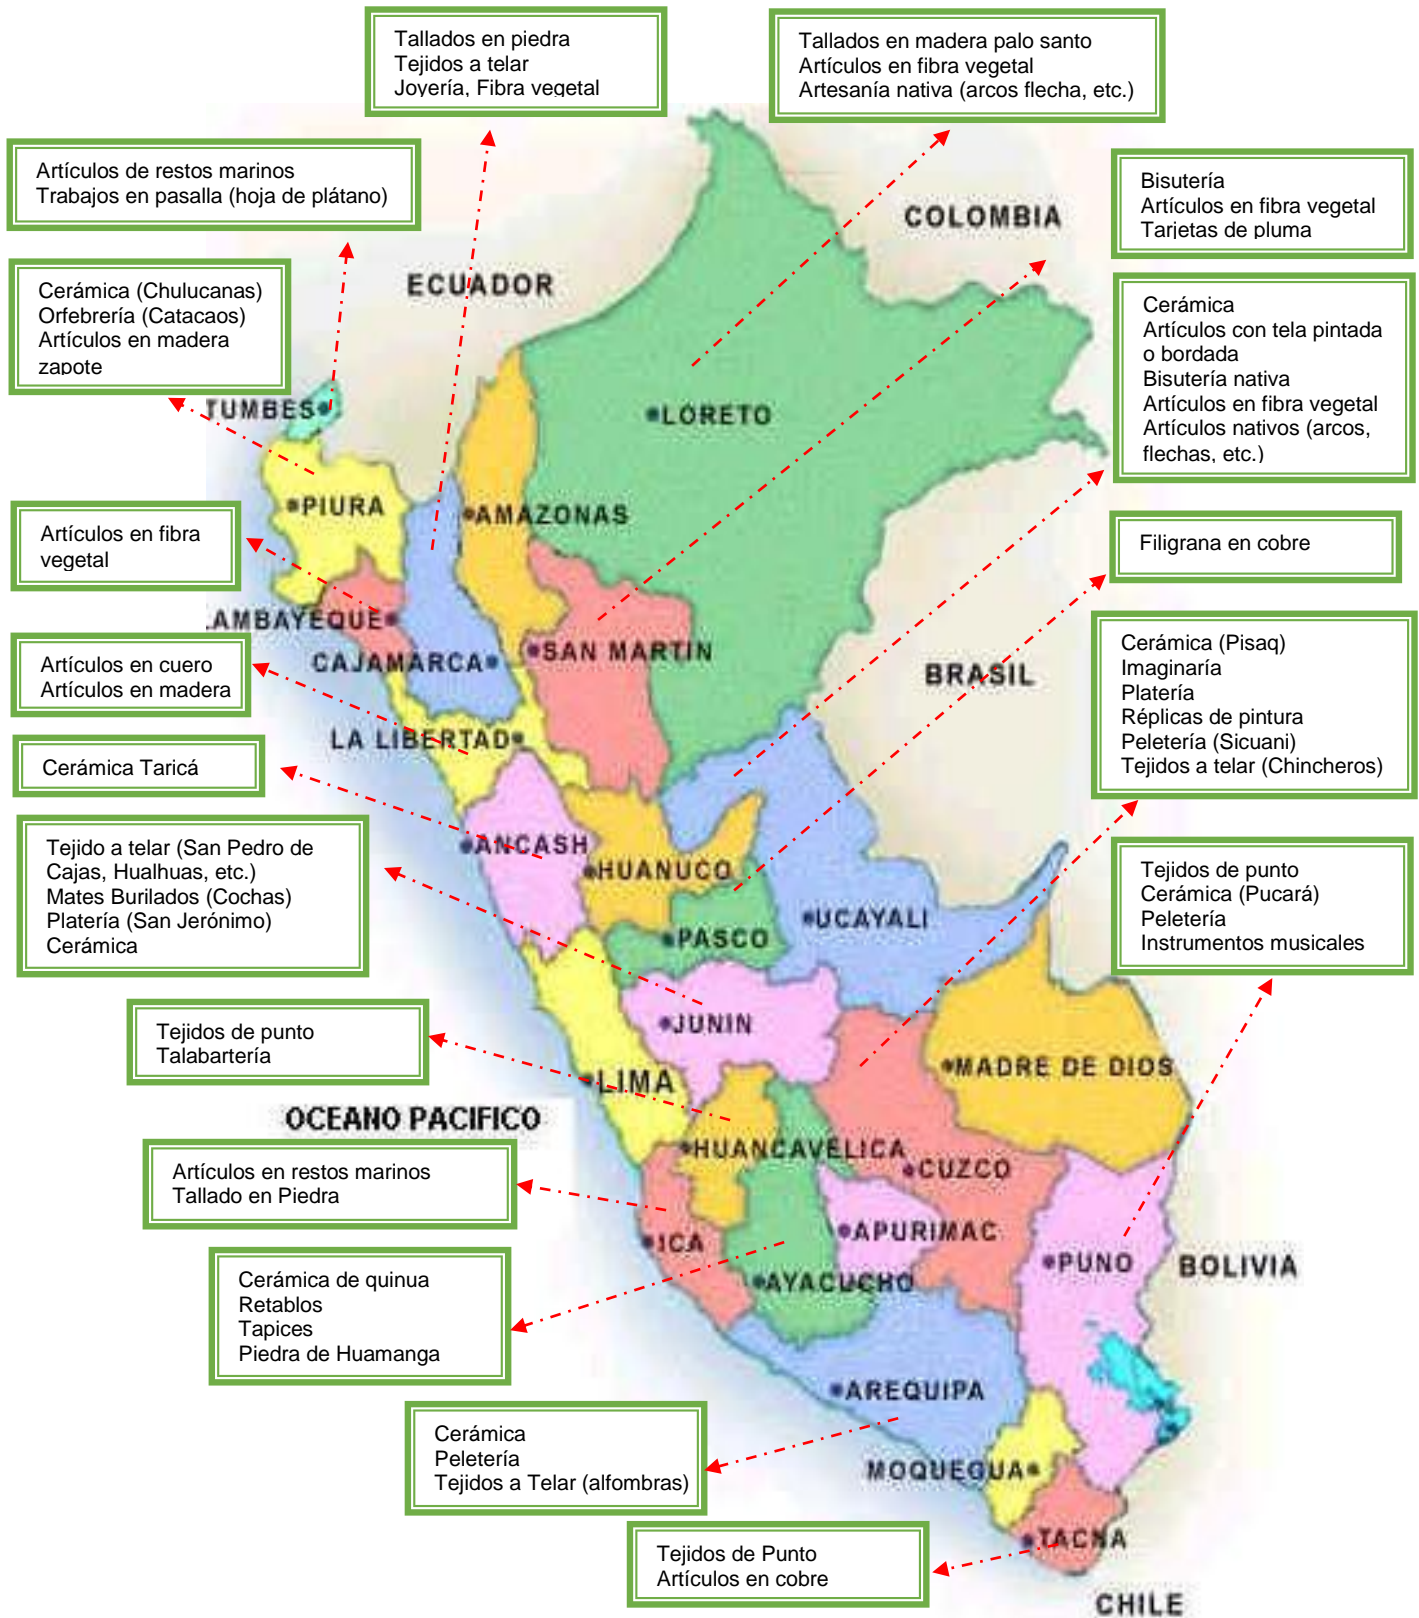 Tallados en piedra
Tejidos a telar
Joyería, Fibra vegetal
Tallados en madera palo santo
Artículos en fibra vegetal
Artesanía nativa (arcos flecha, etc.)
Artículos de restos marinos
Trabajos en pasalla (hoja de plátano)
Bisutería
Artículos en fibra vegetal
Tarjetas de pluma
COLOMBIA
ECUADOR
Cerámica (Chulucanas)
Orfebrería (Catacaos)
Artículos en madera
zapote
Cerámica
Artículos con tela pintada
o bordada
Bisutería nativa
Artículos en fibra vegetal
Artículos nativos (arcos,
flechas, etc.)
TUMBES
LORETO
PIURA
AMAZONAS
Artículos en fibra
vegetal
Filigrana en cobre
LAMBAYEQUE
CAJAMARCA
SAN MARTIN
BRASIL
Artículos en cuero
Artículos en madera
Cerámica (Pisaq)
Imaginaría
Platería
Réplicas de pintura
Peletería (Sicuani)
Tejidos a telar (Chincheros)
LA LIBERTAD
Cerámica Taricá
ANCASH
HUANUCO
UCAYALI
PASCO
Tejido a telar (San Pedro de
Cajas, Hualhuas, etc.)
Mates Burilados (Cochas)
Platería (San Jerónimo)
Cerámica
Tejidos de punto
Cerámica (Pucará)
Peletería
Instrumentos musicales
JUNIN
Tejidos de punto
Talabartería
LIMA
MADRE DE DIOS
OCEANO PACIFICO
HUANCAVELICA
CUZCO
Artículos en restos marinos
Tallado en Piedra
ICA
APURIMAC
PUNO
BOLIVIA
AYACUCHO
Cerámica de quinua
Retablos
Tapices
Piedra de Huamanga
AREQUIPA
Cerámica
Peletería
Tejidos a Telar (alfombras)
MOQUEGUA
TACNA
Tejidos de Punto
Artículos en cobre
CHILE